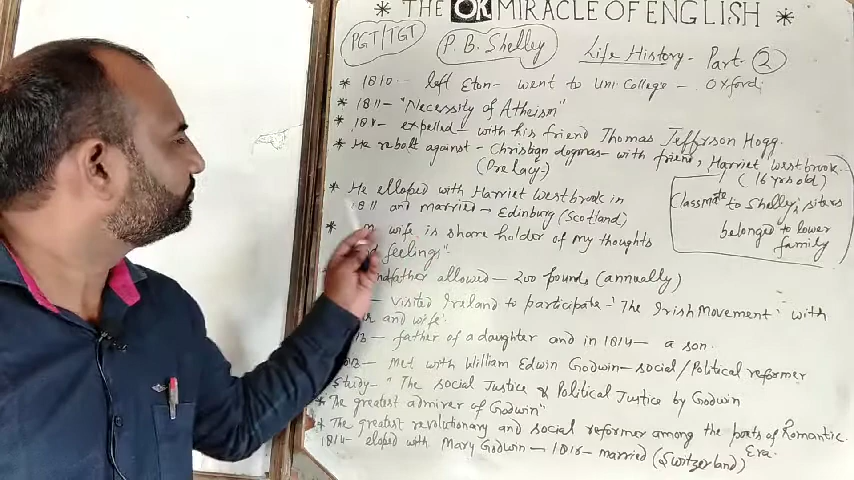 * THE OK MIRACLE OF ENGLISH *
PGT/TGT P. B. Shelley Life History - Part - 2
* 1810 - left Eton - went to Uni. College - Oxford
* 1811 - "Necessity of Atheism"
* expelled - with his friend Thomas Jeffrson Hogg.
* He rebolt against - Christian dogmas - with friend, Harriet Westbrook...
(Prelacy) (16 yrs old)
Classmate to Shelley's sisters
belonged to lower
family
* He elloped with Harriet Westbrook in
1811 and married - Edinburg (Scotland)
* wife is share holder of my thoughts
feelings".
allowed - 200 pounds (annually)
- Visited Ireland to participate - 'The Irish Movement' with
and wife'.
- father of a daughter and in 1814 - a son.
- Met with William Edwin Godwin - social/Political reformer
Study - "The social Justice & Political Justice by Godwin
* The greatest admirer of Godwin"
* The greatest revolutionary and social reformer among the poets of Romantic
Era.
1814 - eloped with Mary Godwin - 1816 - married (Switzerland)